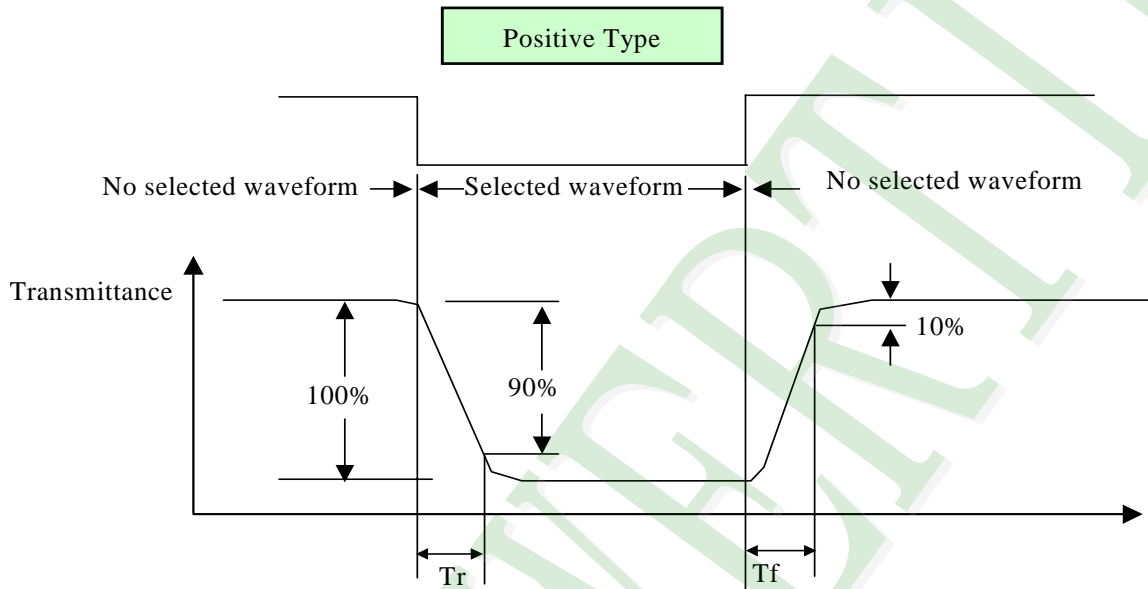 Positive Type
No selected waveform
Selected waveform
No selected waveform
Transmittance
10%
90%
100%
Tr
Tf